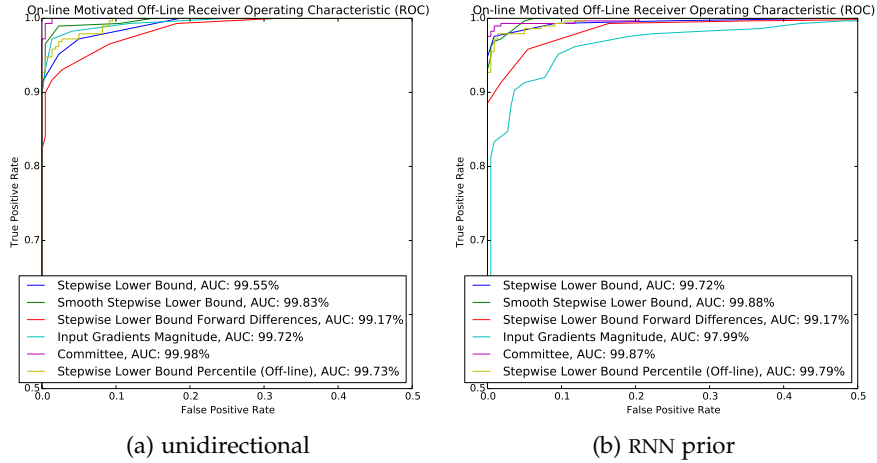 On-line Motivated Off-Line Receiver Operating Characteristic (ROC)
1.0
0.9
0.8
0.7
0.5
True Positive Rate
Stepwise Lower Bound, AUC: 99.55%
Smooth Stepwise Lower Bound, AUC: 99.83%
Stepwise Lower Bound Forward Differences, AUC: 99.17%
Input Gradients Magnitude, AUC: 99.72%
Committee, AUC: 99.98%
Stepwise Lower Bound Percentile (Off-line), AUC: 99.73%
0.0 0.1 0.2 0.3 0.4 0.5
False Positive Rate
(a) unidirectional
On-line Motivated Off-Line Receiver Operating Characteristic (ROC)
1.0
0.9
0.8
0.7
0.5
True Positive Rate
Stepwise Lower Bound, AUC: 99.72%
Smooth Stepwise Lower Bound, AUC: 99.88%
Stepwise Lower Bound Forward Differences, AUC: 99.17%
Input Gradients Magnitude, AUC: 97.99%
Committee, AUC: 99.87%
Stepwise Lower Bound Percentile (Off-line), AUC: 99.79%
0.0 0.1 0.2 0.3 0.4 0.5
False Positive Rate
(b) RNN prior